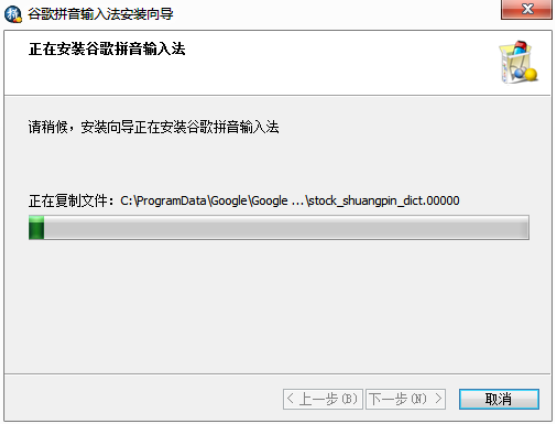 谷歌拼音输入法安装向导
正在安装谷歌拼音输入法
请稍候，安装向导正在安装谷歌拼音输入法
正在复制文件：C:\ProgramData\Google\Google ...\stock_shuangpin_dict.00000
< 上一步(B) 下一步(N) > 取消